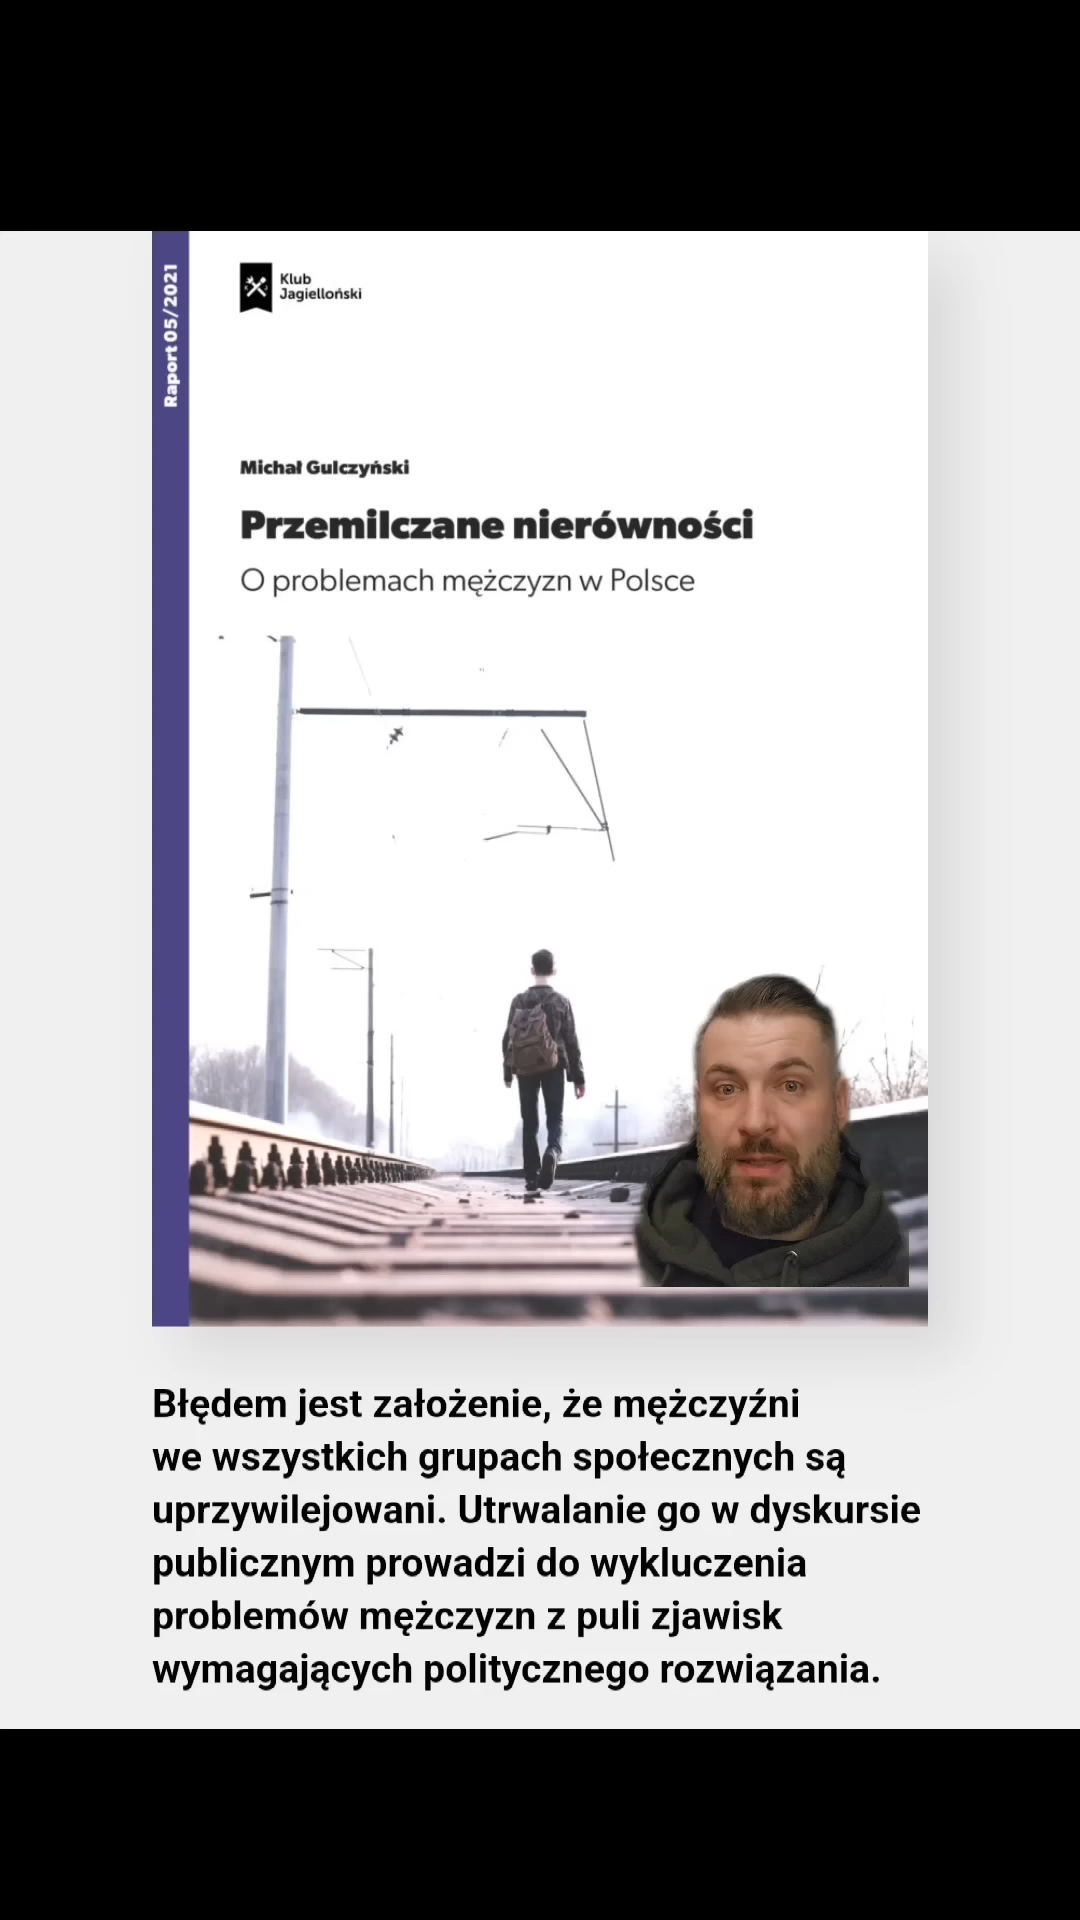 Raport 05/2021
Klub
Jagielloński
Michał Gulczyński
Przemilczane nierówności
O problemach mężczyzn w Polsce
Błędem jest założenie, że mężczyźni
we wszystkich grupach społecznych są
uprzywilejowani. Utrwalanie go w dyskursie
publicznym prowadzi do wykluczenia
problemów mężczyzn z puli zjawisk
wymagających politycznego rozwiązania.